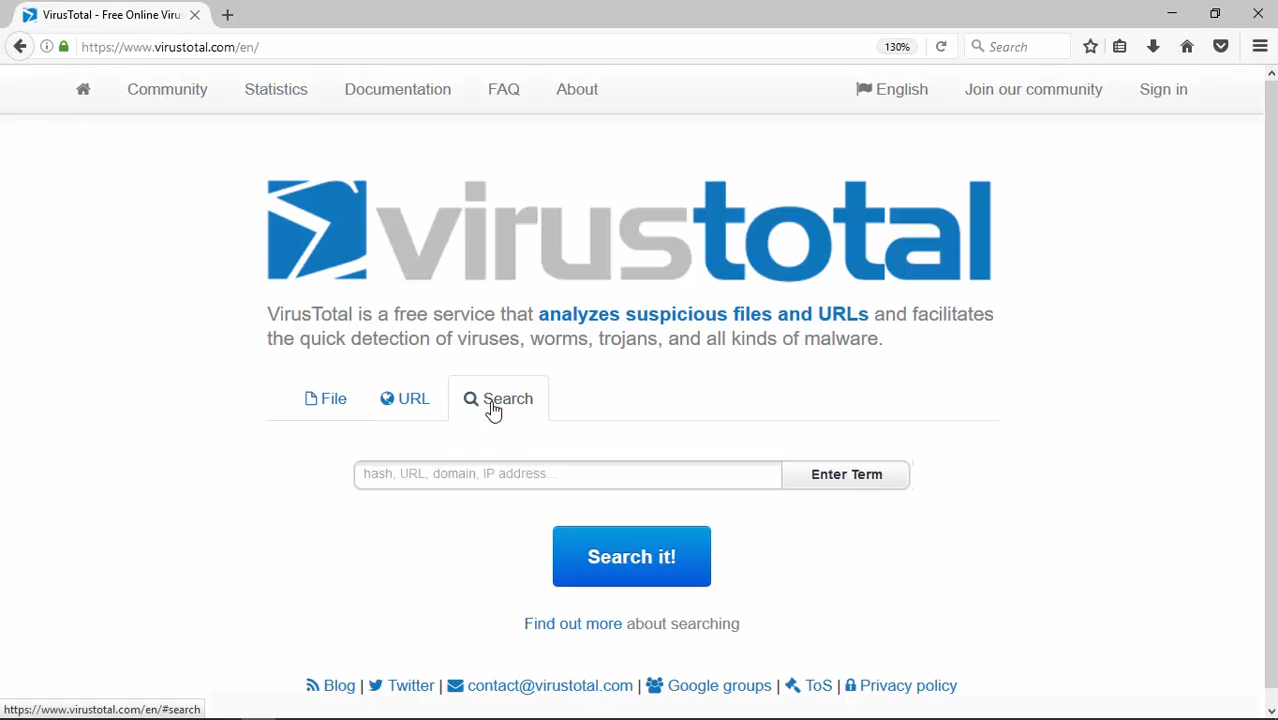 VirusTotal - Free Online Viru
https://www.virustotal.com/en/
130%
Search
Community Statistics Documentation FAQ About English Join our community Sign in
virustotal
VirusTotal is a free service that analyzes suspicious files and URLs and facilitates
the quick detection of viruses, worms, trojans, and all kinds of malware.
File URL Search
hash, URL, domain, IP address... Enter Term
Search it!
Find out more about searching
Blog | Twitter | contact@virustotal.com | Google groups | ToS | Privacy policy
https://www.virustotal.com/en/#search